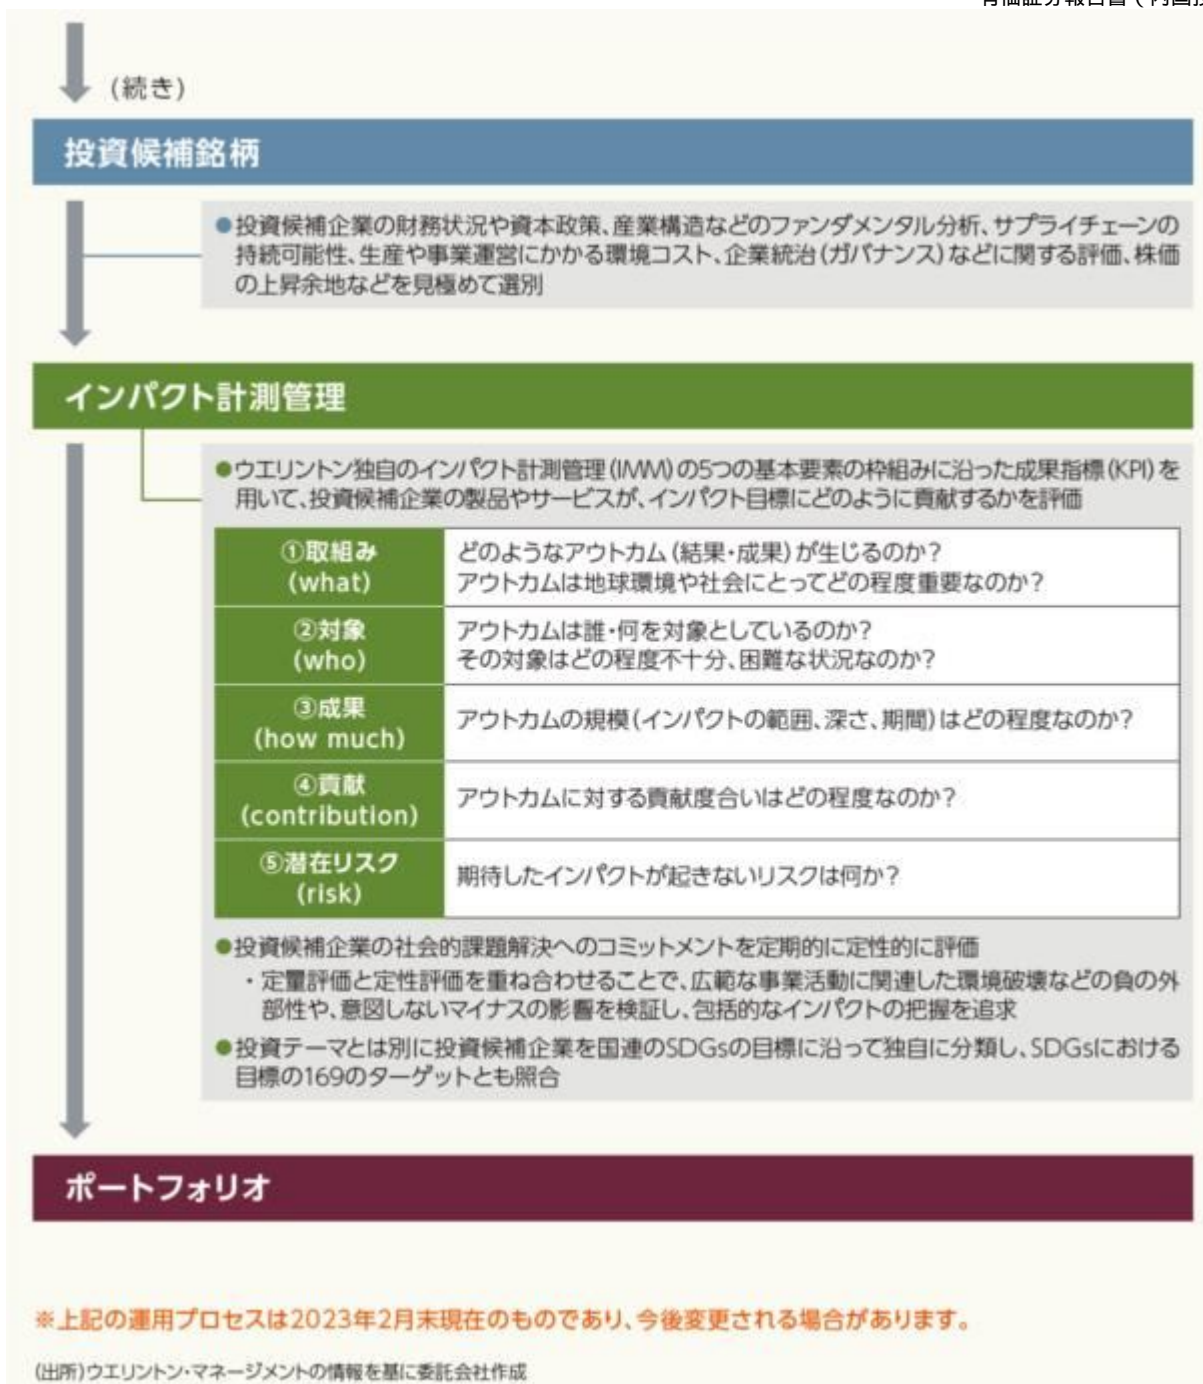 有価証券報告書(内国投
(続き)
投資候補銘柄
●投資候補企業の財務状況や資本政策、産業構造などのファンダメンタル分析、サプライチェーンの
持続可能性、生産や事業運営にかかる環境コスト、企業統治(ガバナンス)などに関する評価、株価
の上昇余地などを見極めて選別
インパクト計測管理
●ウエリントン独自のインパクト計測管理(IMM)の5つの基本要素の枠組みに沿った成果指標(KPI)を
用いて、投資候補企業の製品やサービスが、インパクト目標にどのように貢献するかを評価
①取組み
(what)
どのようなアウトカム(結果・成果)が生じるのか?
アウトカムは地球環境や社会にとってどの程度重要なのか?
②対象
(who)
アウトカムは誰・何を対象としているのか?
その対象はどの程度不十分、困難な状況なのか?
③成果
(how much)
アウトカムの規模(インパクトの範囲、深さ、期間)はどの程度なのか?
④貢献
(contribution)
アウトカムに対する貢献度合いはどの程度なのか?
⑤潜在リスク
(risk)
期待したインパクトが起きないリスクは何か?
●投資候補企業の社会的課題解決へのコミットメントを定期的に定性的に評価
・定量評価と定性評価を重ね合わせることで、広範な事業活動に関連した環境破壊などの負の外
部性や、意図しないマイナスの影響を検証し、包括的なインパクトの把握を追求
●投資テーマとは別に投資候補企業を国連のSDGsの目標に沿って独自に分類し、SDGsにおける
目標の169のターゲットとも照合
ポートフォリオ
※上記の運用プロセスは2023年2月末現在のものであり、今後変更される場合があります。
(出所)ウエリントン・マネージメントの情報を基に委託会社作成